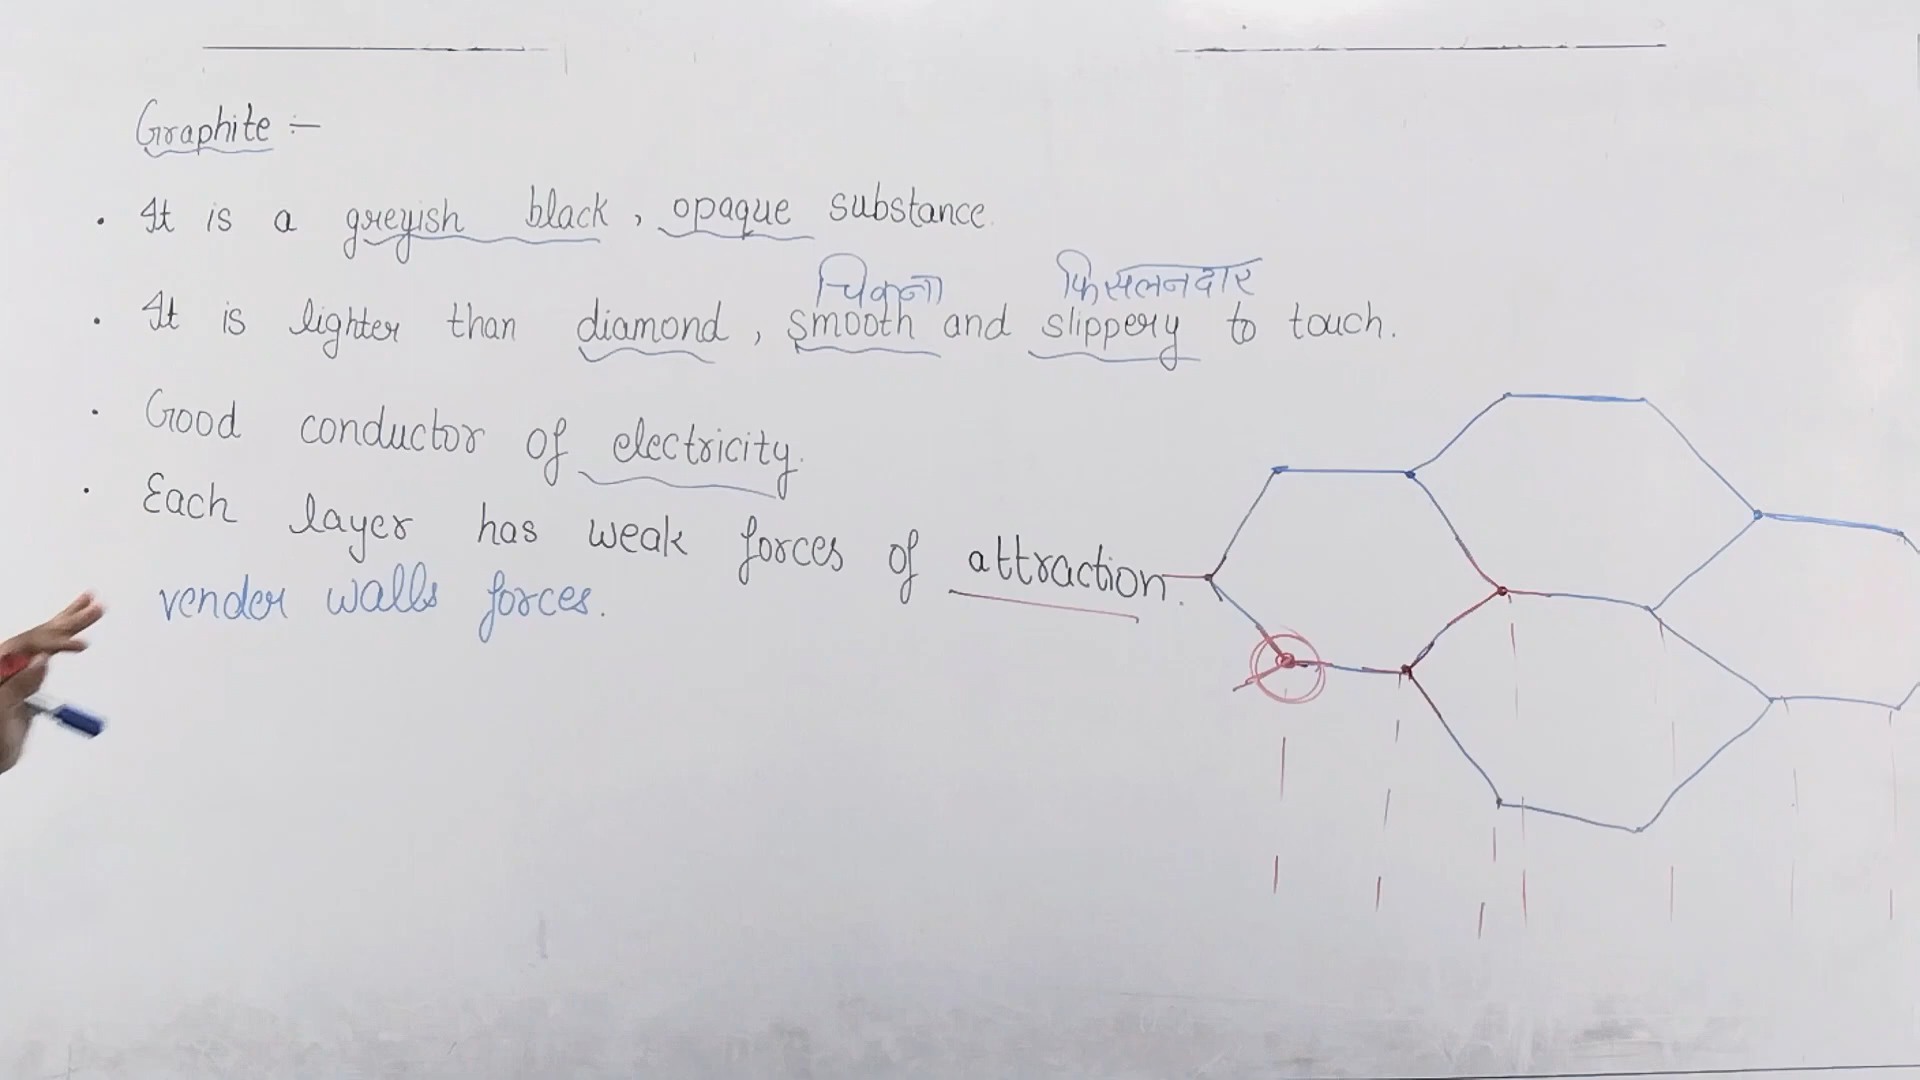 Graphite :-
. It is a greyish black, opaque substance.
चिकना फिसलनदार
. It is lighter than diamond, smooth and slippery to touch.
. Good conductor of electricity.
. Each layer has weak forces of attraction.
vender walls forces.